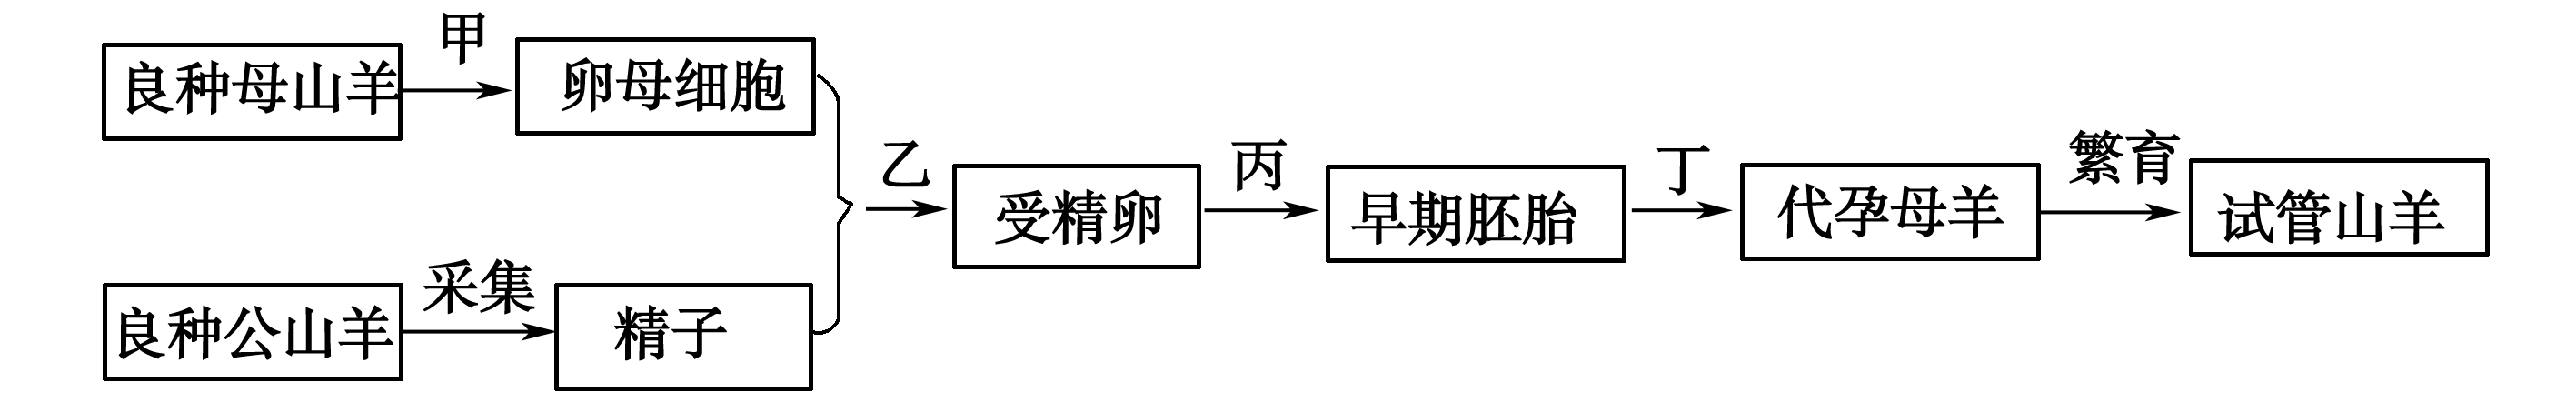 良种母山羊
甲
卵母细胞
良种公山羊
采集
精子
乙
受精卵
丙
早期胚胎
丁
代孕母羊
繁育
试管山羊